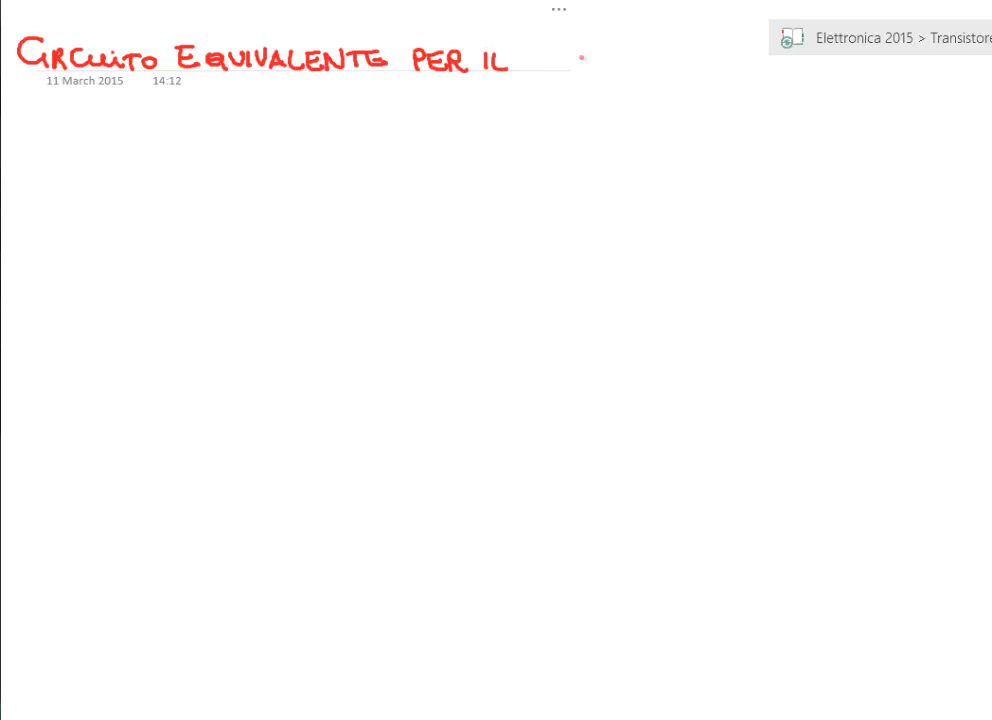 ...
Elettronica 2015 > Transistore
CIRCUITO EQUIVALENTE PER IL
11 March 2015 14:12